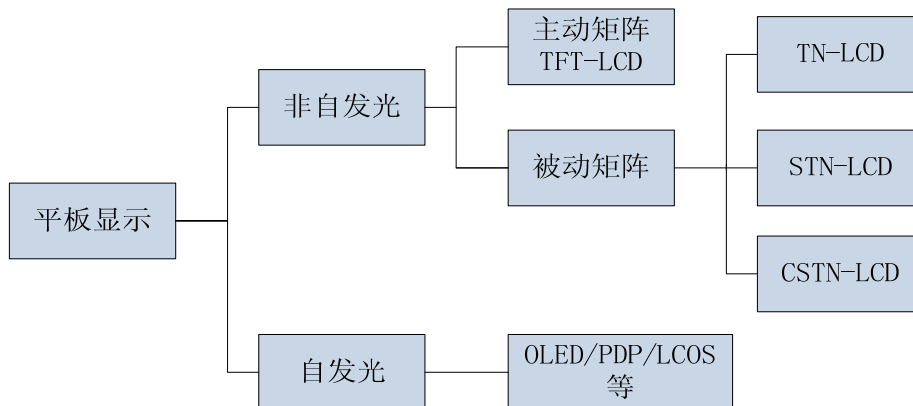 平板显示
非自发光
主动矩阵
TFT-LCD
被动矩阵
TN-LCD
STN-LCD
CSTN-LCD
自发光
OLED/PDP/LCOS
等